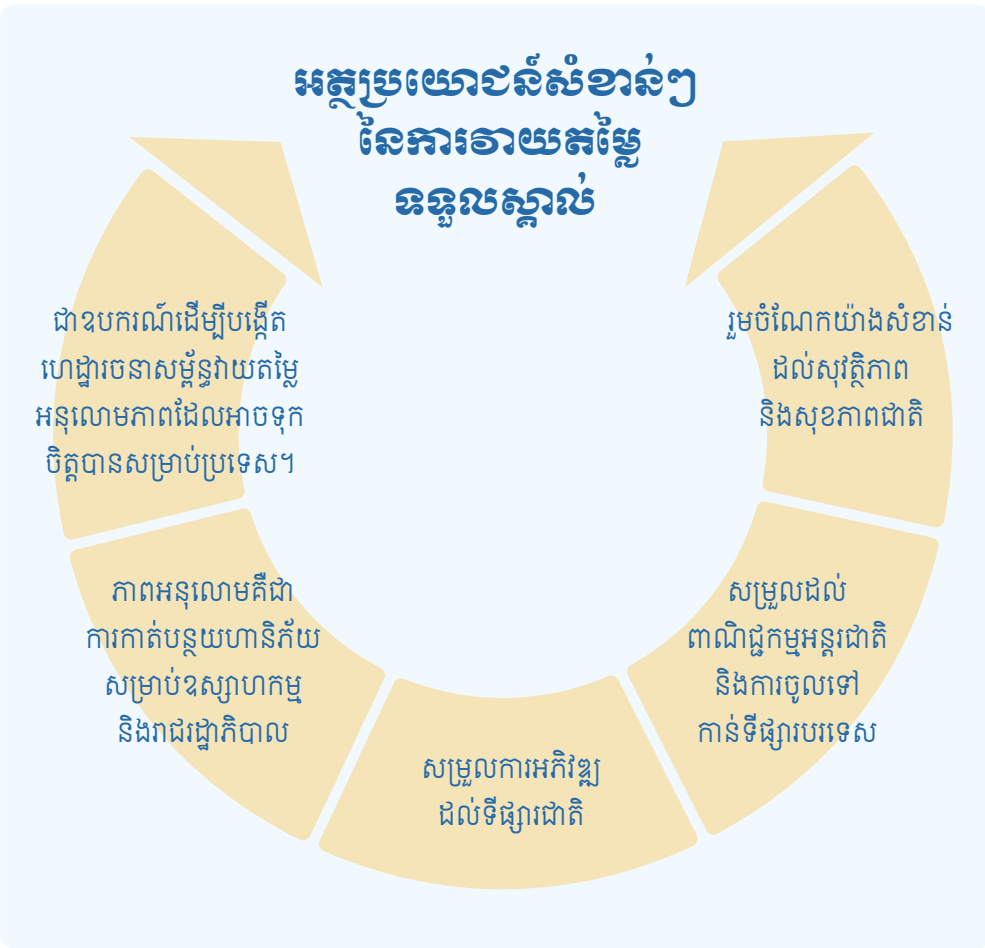 អត្ថប្រយោជន៍សំខាន់ៗ
នៃការវាយតម្លៃ
ទទួលស្គាល់
ជាឧបករណ៍ដើម្បីបង្កើត
ហេដ្ឋារចនាសម្ព័ន្ធវាយតម្លៃ
អនុលោមភាពដែលអាចទុក
ចិត្តបានសម្រាប់ប្រទេស។
ភាពអនុលោមគឺជា
ការកាត់បន្ថយហានិភ័យ
សម្រាប់ឧស្សាហកម្ម
និងរាជរដ្ឋាភិបាល
សម្រួលការអភិវឌ្ឍ
ដល់ទីផ្សារជាតិ
សម្រួលដល់
ពាណិជ្ជកម្មអន្តរជាតិ
និងការចូលទៅ
កាន់ទីផ្សារបរទេស
រួមចំណែកយ៉ាងសំខាន់
ដល់សុវត្ថិភាព
និងសុខភាពជាតិ